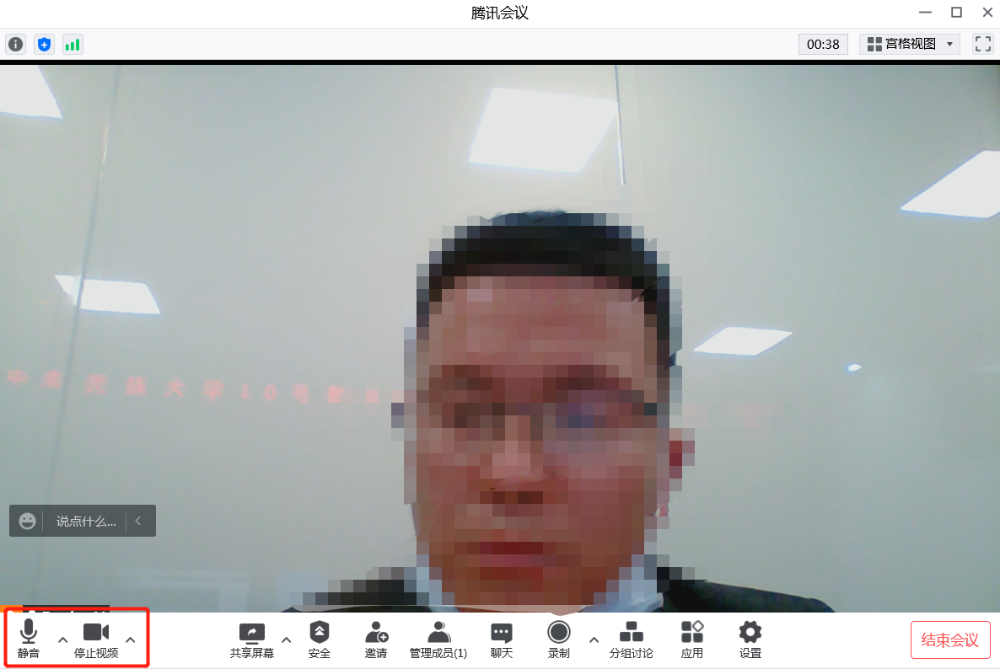 腾讯会议
00:38
宫格视图
中南民族大学10号教
说点什么...
静音
停止视频
共享屏幕
安全
邀请
管理成员(1)
聊天
录制
分组讨论
应用
设置
结束会议